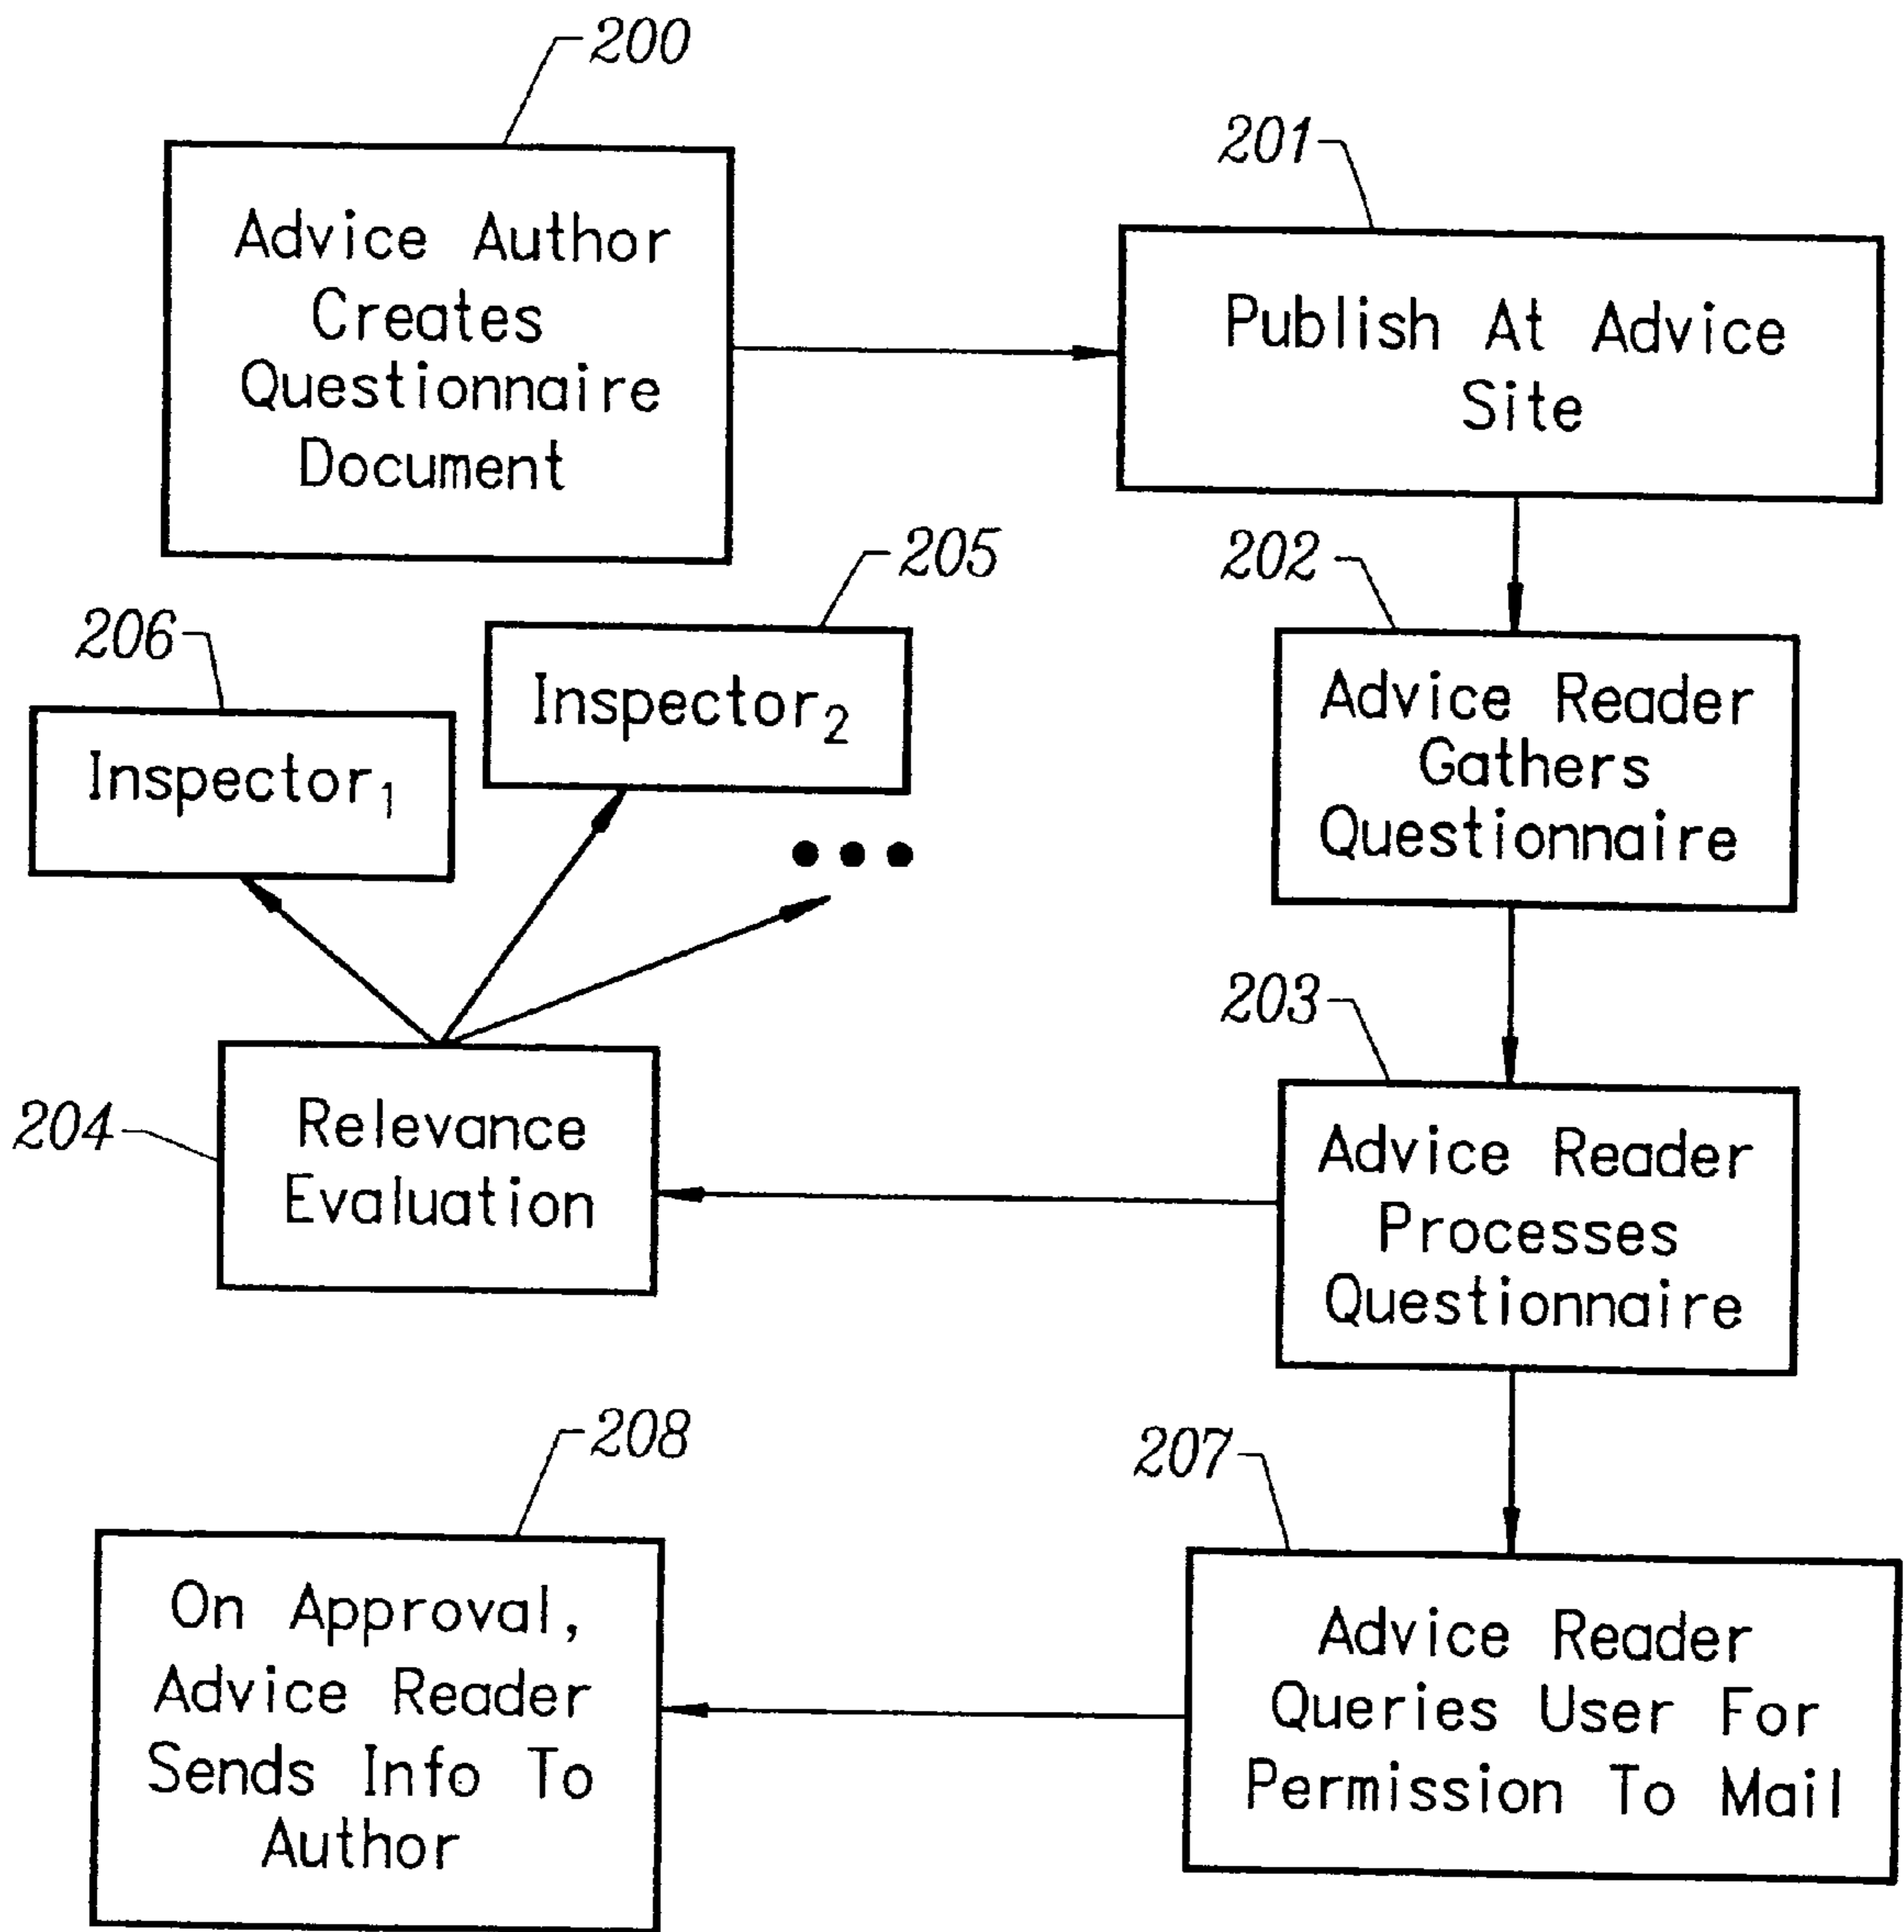 200
Advice Author
Creates
Questionnaire
Document
201
Publish At Advice
Site
202
Advice Reader
Gathers
Questionnaire
205
Inspector₂
206
Inspector₁
203
Advice Reader
Processes
Questionnaire
204
Relevance
Evaluation
207
Advice Reader
Queries User For
Permission To Mail
208
On Approval,
Advice Reader
Sends Info To
Author